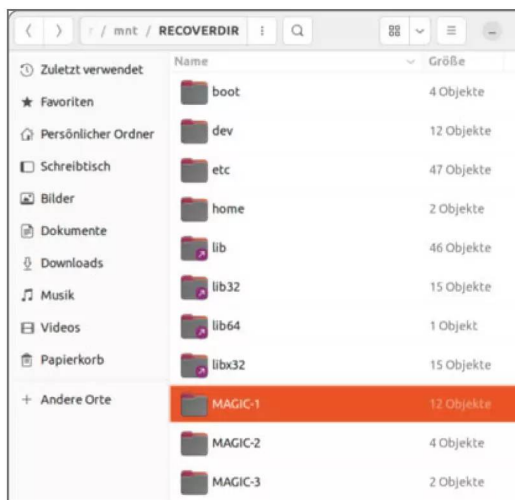 / mnt / RECOVERDIR
Zuletzt verwendet
Favoriten
Persönlicher Ordner
Schreibtisch
Bilder
Dokumente
Downloads
Musik
Videos
Papierkorb
+ Andere Orte
Name Größe
boot 4 Objekte
dev 12 Objekte
etc 47 Objekte
home 2 Objekte
lib 46 Objekte
lib32 15 Objekte
lib64 1 Objekt
libx32 15 Objekte
MAGIC-1 12 Objekte
MAGIC-2 4 Objekte
MAGIC-3 2 Objekte